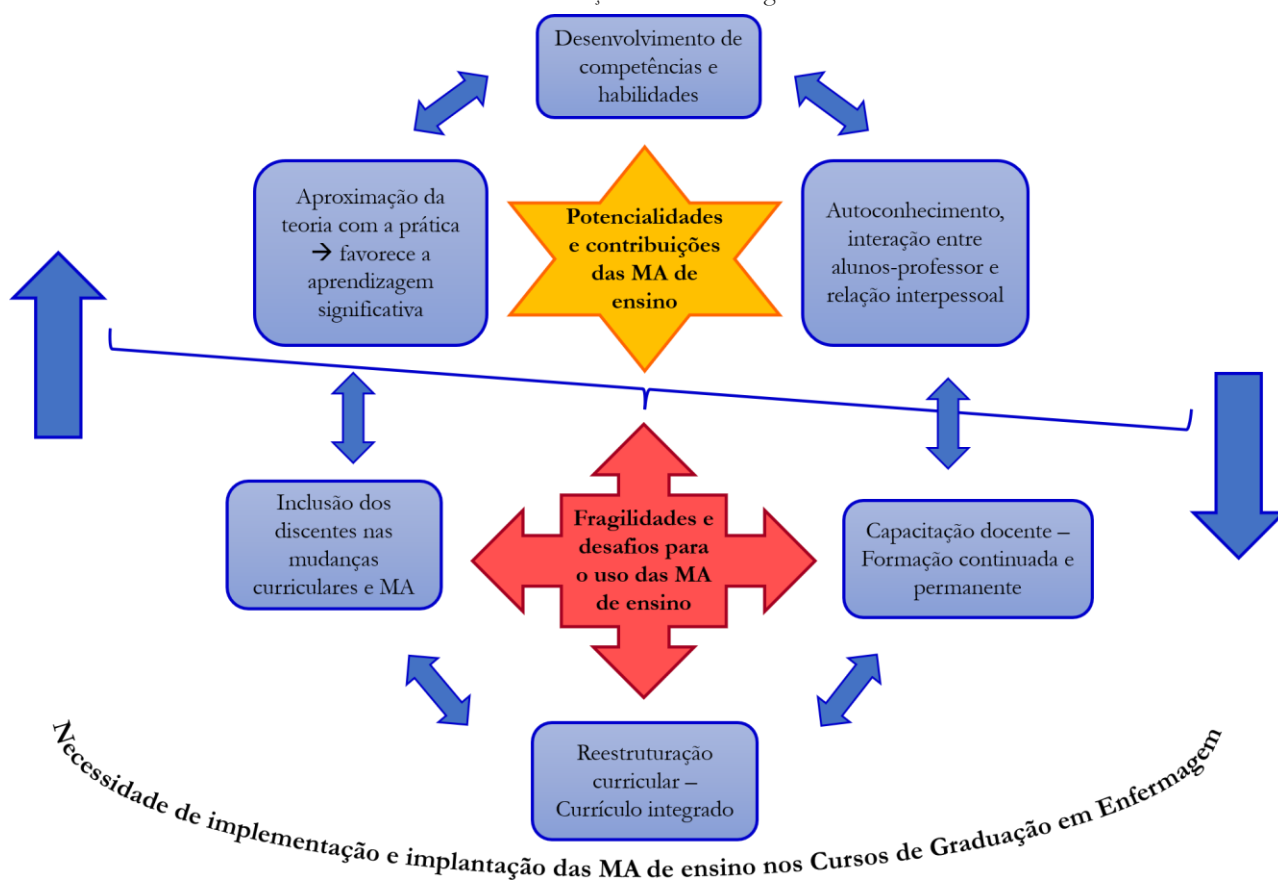 Desenvolvimento de
competências e
habilidades
Aproximação da
teoria com a prática
→ favorece a
aprendizagem
significativa
Potencialidades
e contribuições
das MA de
ensino
Autoconhecimento,
interação entre
alunos-professor e
relação interpessoal
Inclusão dos
discentes nas
mudanças
curriculares e MA
Fragilidades e
desafios para
o uso das MA
de ensino
Capacitação docente –
Formação continuada e
permanente
Reestruturação
curricular –
Currículo integrado
Necessidade de implementação e implantação das MA de ensino nos Cursos de Graduação em Enfermagem